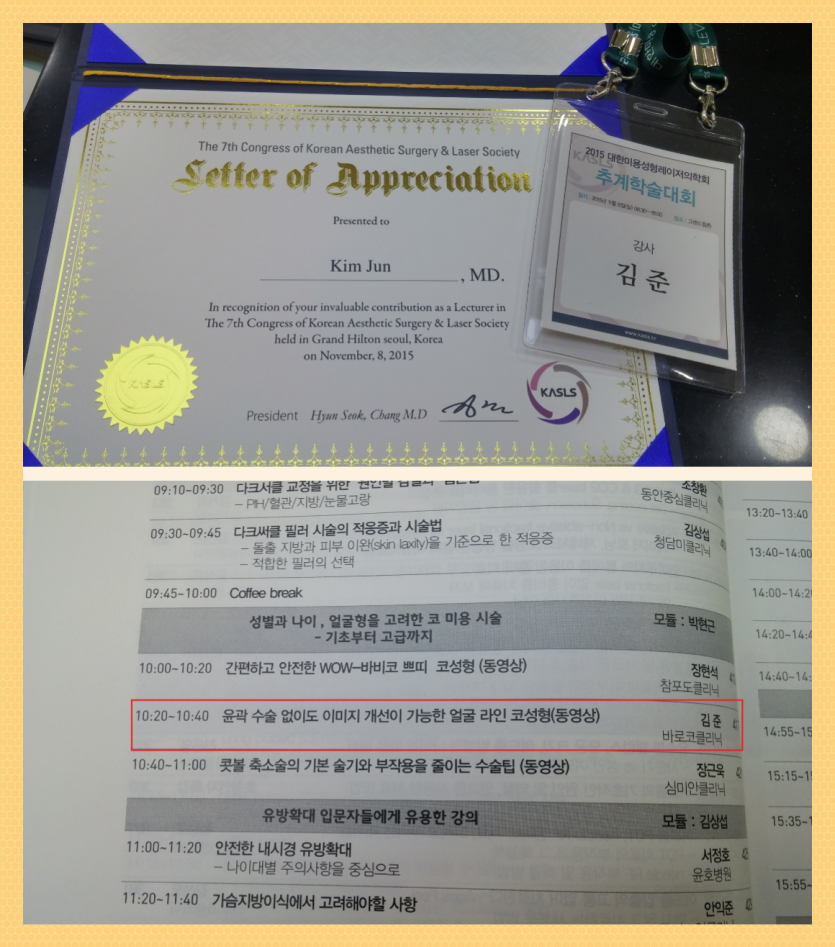 The 7th Congress of Korean Aesthetic Surgery & Laser Society
Letter of Appreciation
Presented to
Kim Jun , MD.
In recognition of your invaluable contribution as a Lecturer in
The 7th Congress of Korean Aesthetic Surgery & Laser Society
held in Grand Hilton seoul, Korea
on November, 8, 2015
President Hyun Seok, Chang M.D
KASLS
KASLS
KASLS
2015 대한미용성형레이저의학회
추계학술대회
강사
김 준
www.kasls.kr
09:10~09:30 다크서클 교정을 위한 조창환
– PIH/혈관/지방/눈물고랑 동안중심클리닉
09:30~09:45 다크써클 필러 시술의 적응증과 시술법 김상섭
– 돌출 지방과 피부 이완(skin laxity)을 기준으로 한 적응증 청담미클리닉
– 적합한 필러의 선택
09:45~10:00 Coffee break
성별과 나이 , 얼굴형을 고려한 코 미용 시술 모듈 : 박현근
– 기초부터 고급까지
10:00~10:20 간편하고 안전한 WOW–바비코 쁘띠 코성형 (동영상) 장현석
참포도클리닉
10:20~10:40 윤곽 수술 없이도 이미지 개선이 가능한 얼굴 라인 코성형(동영상) 김 준
바로코클리닉
10:40~11:00 콧볼 축소술의 기본 술기와 부작용을 줄이는 수술팁 (동영상) 장근욱
심미안클리닉
유방확대 입문자들에게 유용한 강의 모듈 : 김상섭
11:00~11:20 안전한 내시경 유방확대 서정호
– 나이대별 주의사항을 중심으로 윤호병원
11:20~11:40 가슴지방이식에서 고려해야할 사항 안익준
13:20~13:40
13:40~14:00
14:00~14:2
14:20~14:4
14:40~14:
14:55~15
15:15~1
15:35~1
15:55~